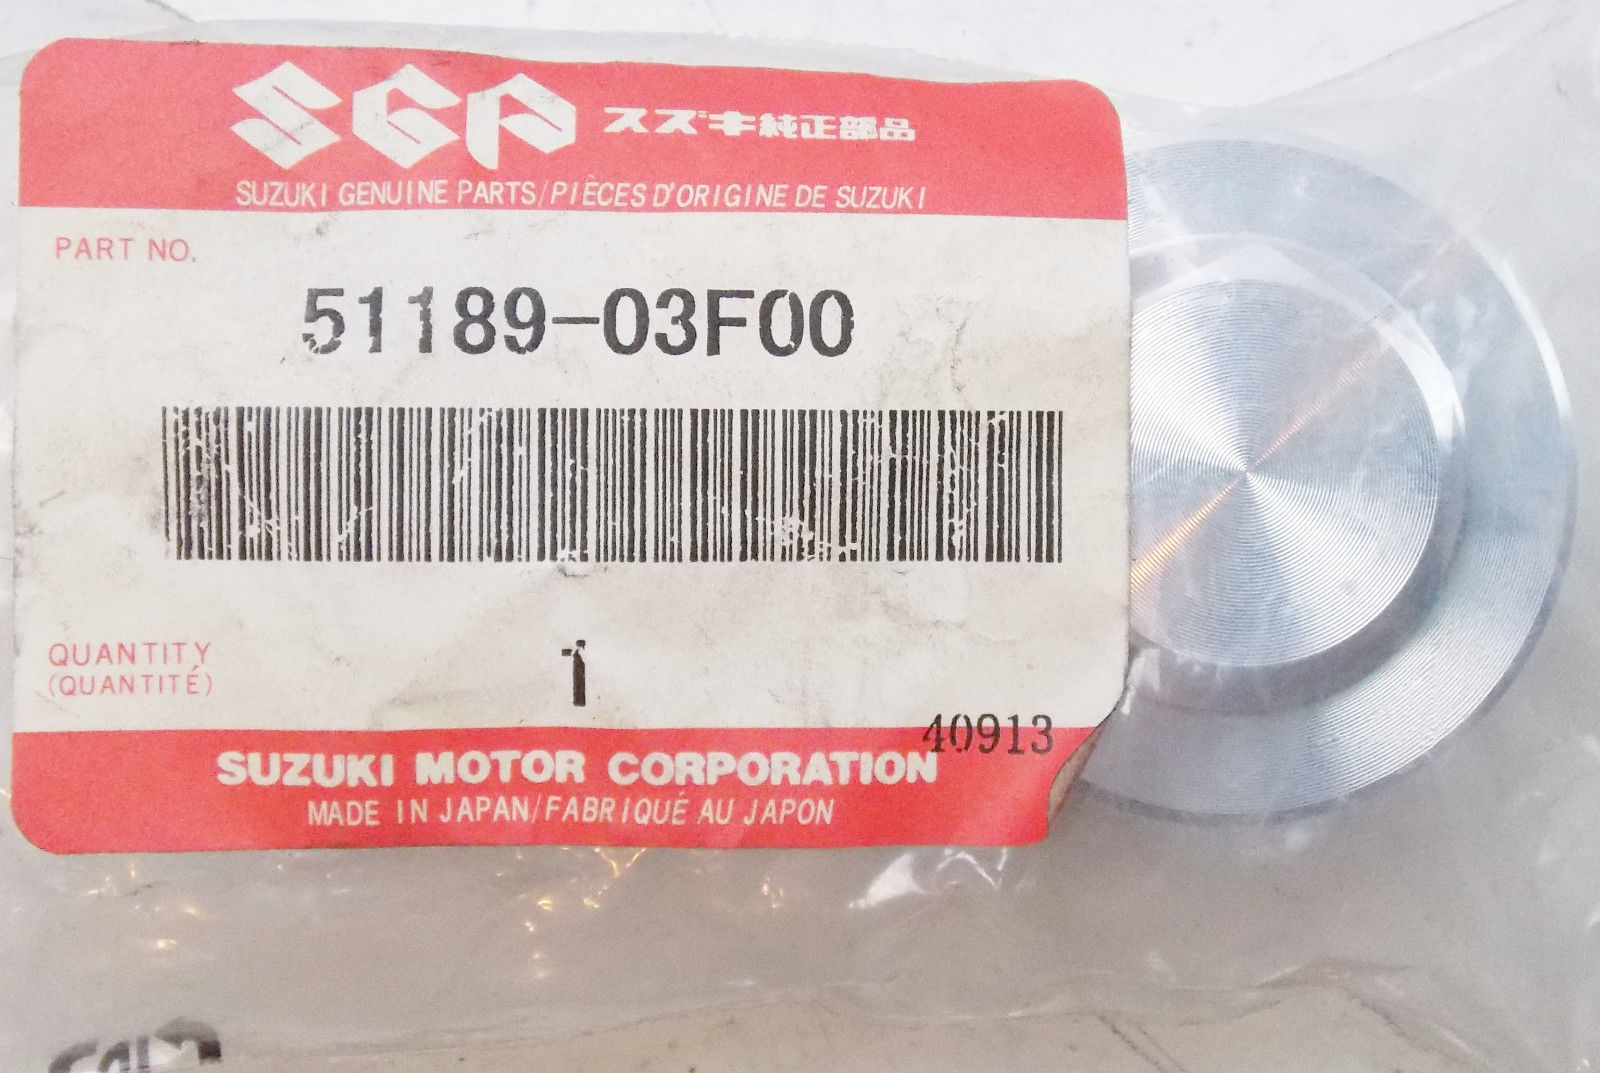 SGP スズキ純正部品
SUZUKI GENUINE PARTS/PIÈCES D'ORIGINE DE SUZUKI
PART NO.
51189-03F00
QUANTITY
(QUANTITÉ)
1
40913
SUZUKI MOTOR CORPORATION
MADE IN JAPAN/FABRIQUÉ AU JAPON